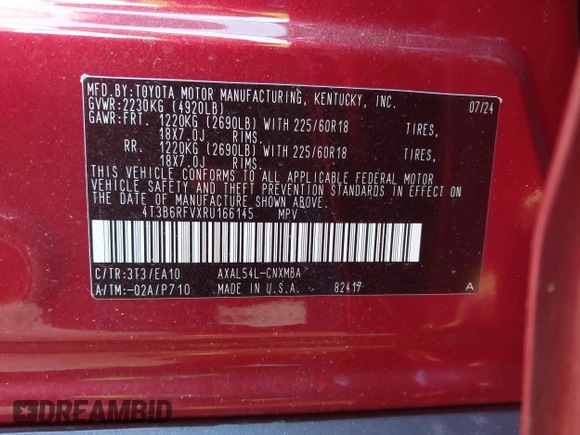 MFD.BY:TOYOTA MOTOR MANUFACTURING, KENTUCKY, INC.
GVWR:2230KG (4920LB) 07/24
GAWR:FRT. 1220KG (2690LB) WITH 225/60R18 TIRES,
18X7.0J RIMS.
RR. 1220KG (2690LB) WITH 225/60R18 TIRES,
18X7.0J RIMS.
THIS VEHICLE CONFORMS TO ALL APPLICABLE FEDERAL MOTOR
VEHICLE SAFETY AND THEFT PREVENTION STANDARDS IN EFFECT ON
THE DATE OF MANUFACTURE SHOWN ABOVE.
4T3B6RFVXRU166145 MPV
C/TR:3T3/EA10 AXAL54L-CNXMBA
A/TM:-02A/P710 MADE IN U.S.A. 82419 A
DREAMBID